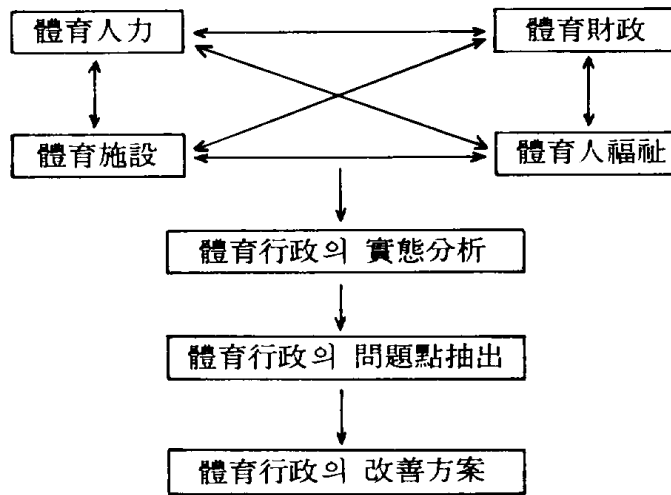 體育人力
體育財政
體育施設
體育人福祉
體育行政의 實態分析
體育行政의 問題點抽出
體育行政의 改善方案